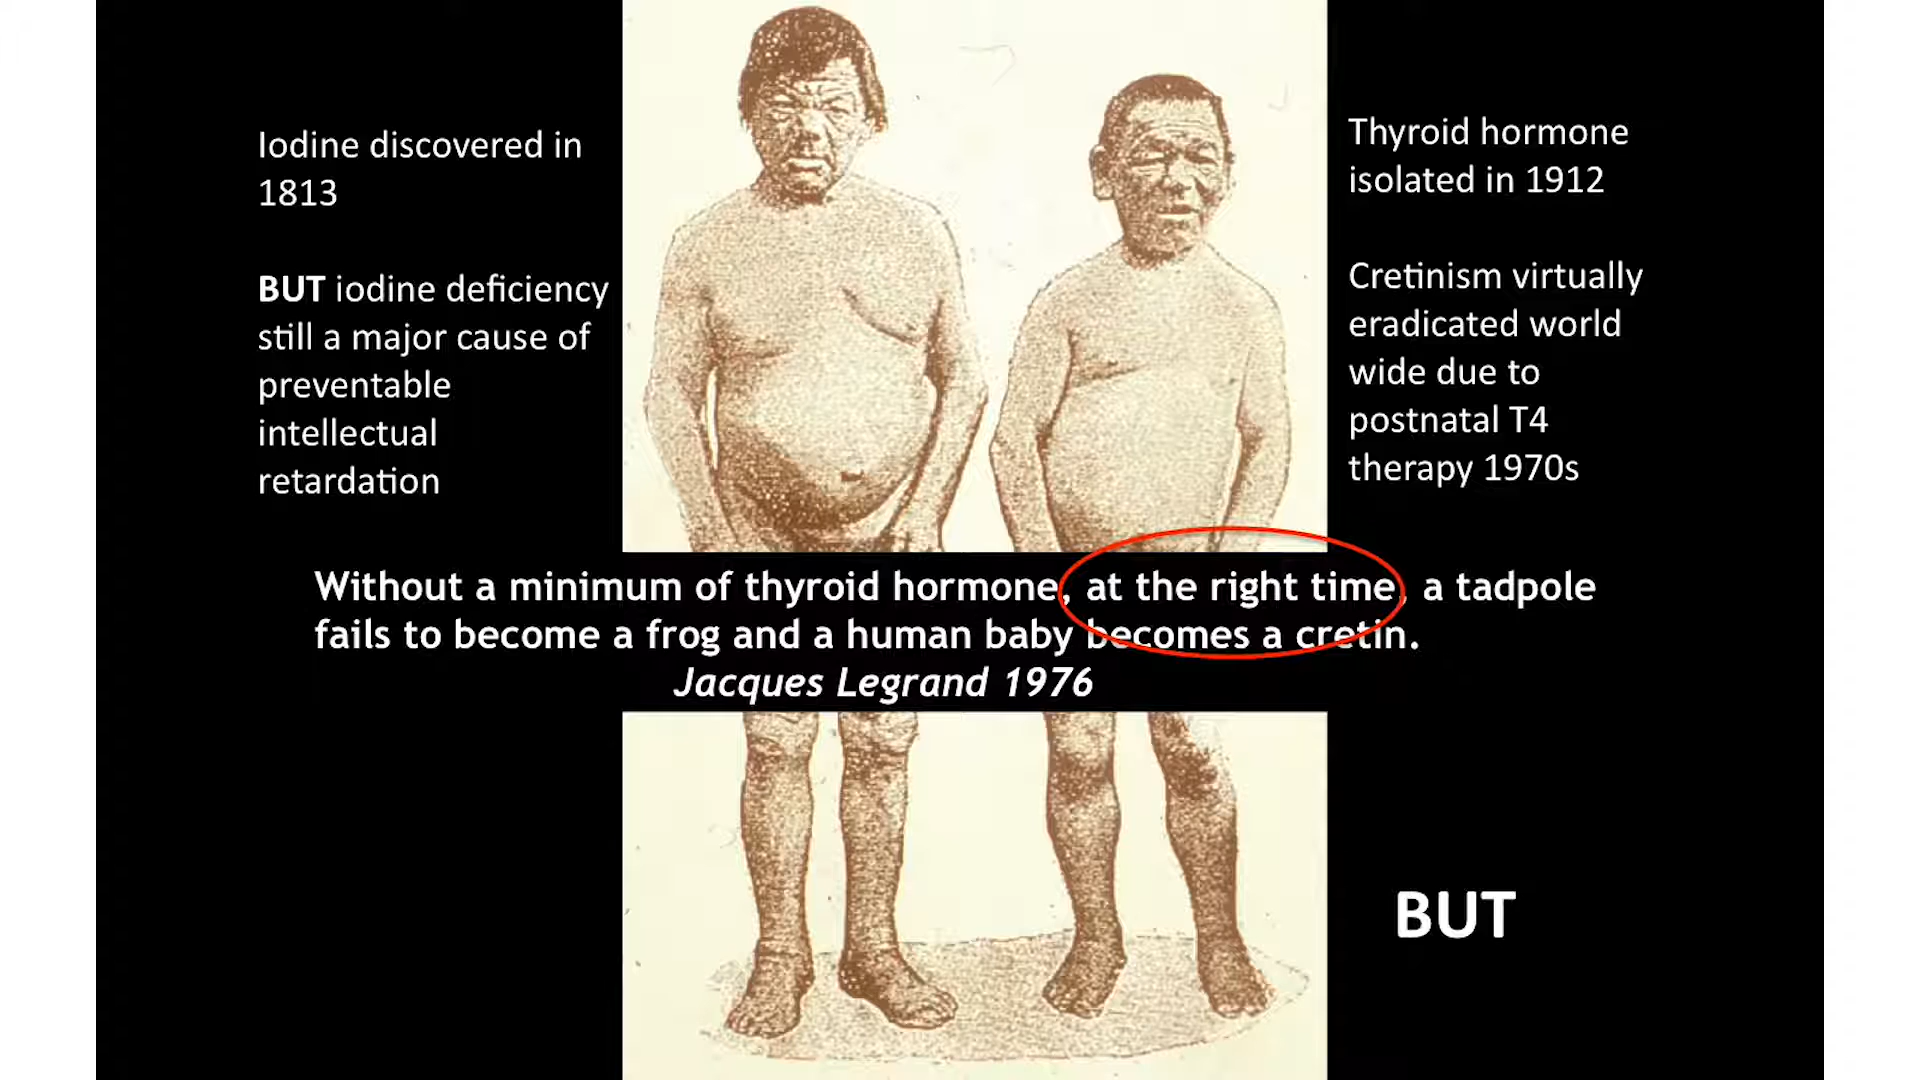 Iodine discovered in
1813
BUT iodine deficiency
still a major cause of
preventable
intellectual
retardation
Thyroid hormone
isolated in 1912
Cretinism virtually
eradicated world
wide due to
postnatal T4
therapy 1970s
Without a minimum of thyroid hormone, at the right time, a tadpole
fails to become a frog and a human baby becomes a cretin.
Jacques Legrand 1976
BUT